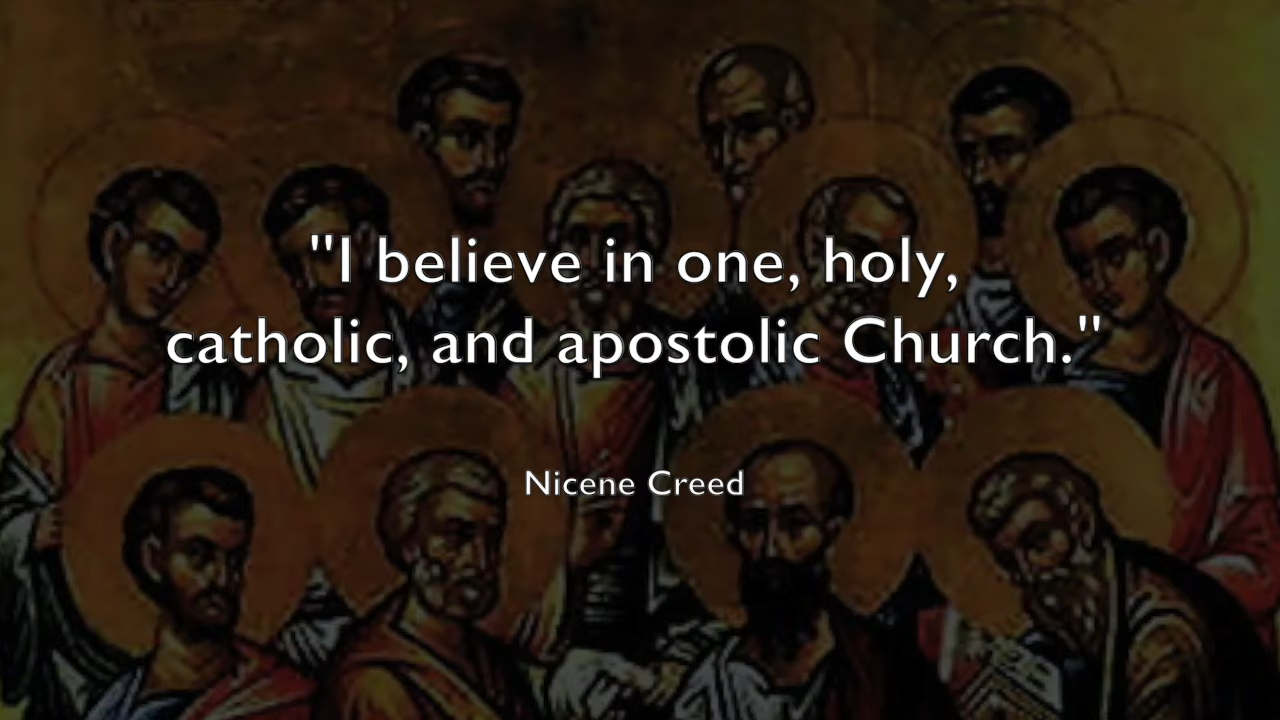 "I believe in one, holy,
catholic, and apostolic Church."
Nicene Creed